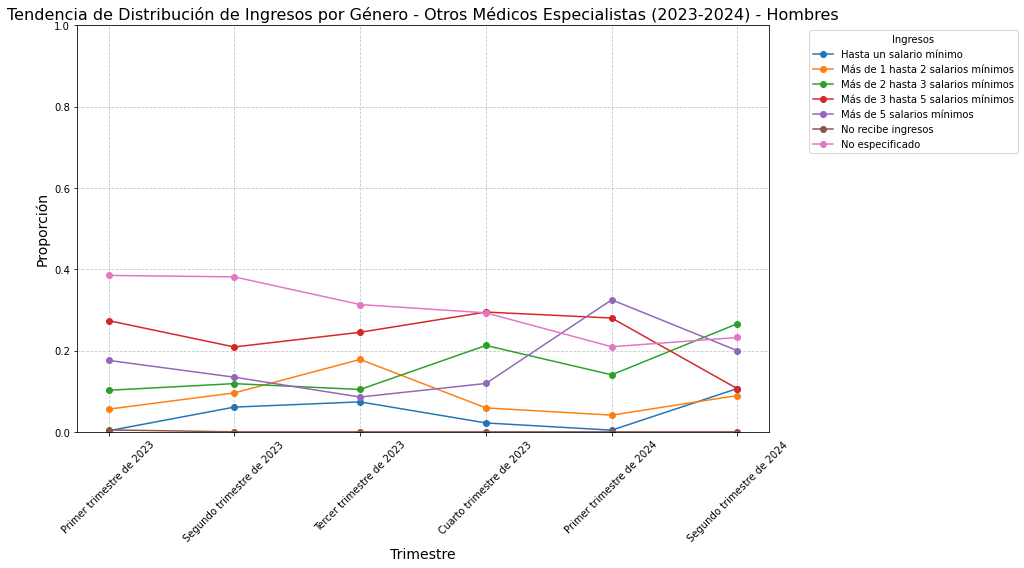 Tendencia de Distribución de Ingresos por Género - Otros Médicos Especialistas (2023-2024) - Hombres
Ingresos
Hasta un salario mínimo
Más de 1 hasta 2 salarios mínimos
Más de 2 hasta 3 salarios mínimos
Más de 3 hasta 5 salarios mínimos
Más de 5 salarios mínimos
No recibe ingresos
No especificado
Proporción
1.0
0.8
0.6
0.4
0.2
0.0
Primer trimestre de 2023
Segundo trimestre de 2023
Tercer trimestre de 2023
Cuarto trimestre de 2023
Primer trimestre de 2024
Segundo trimestre de 2024
Trimestre